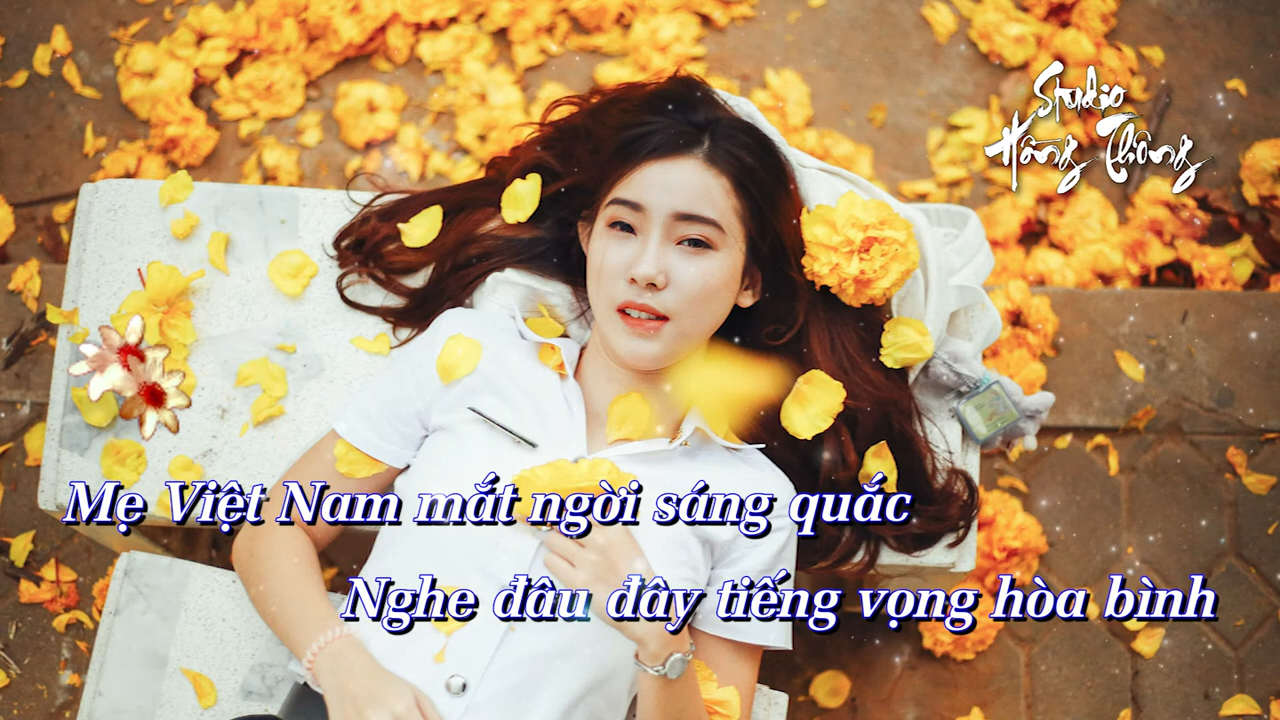 Studio
Hồng Thông
Mẹ Việt Nam mắt ngời sáng quắc
Nghe đâu đây tiếng vọng hòa bình